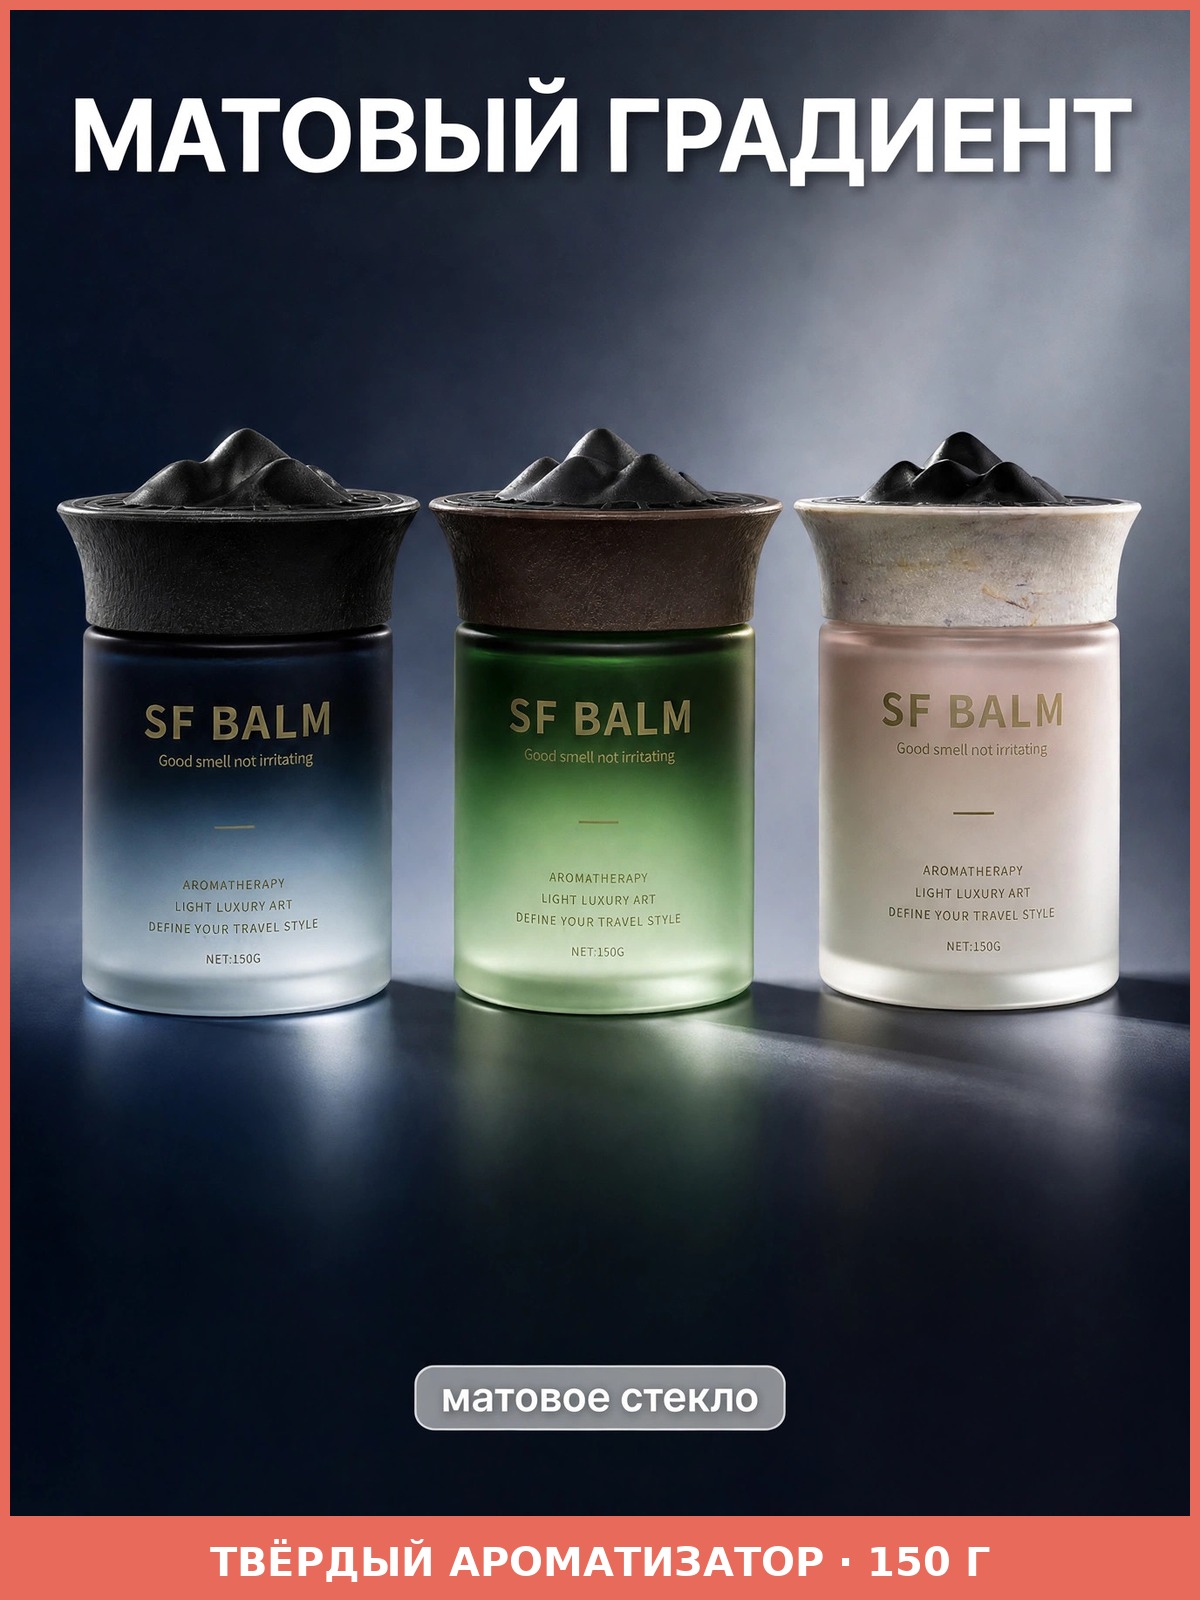 МАТОВЫЙ ГРАДИЕНТ
SF BALM
Good smell not irritating
AROMATHERAPY
LIGHT LUXURY ART
DEFINE YOUR TRAVEL STYLE
NET:150G
SF BALM
Good smell not irritating
AROMATHERAPY
LIGHT LUXURY ART
DEFINE YOUR TRAVEL STYLE
NET:150G
SF BALM
Good smell not irritating
AROMATHERAPY
LIGHT LUXURY ART
DEFINE YOUR TRAVEL STYLE
NET:150G
матовое стекло
ТВЁРДЫЙ АРОМАТИЗАТОР · 150 Г